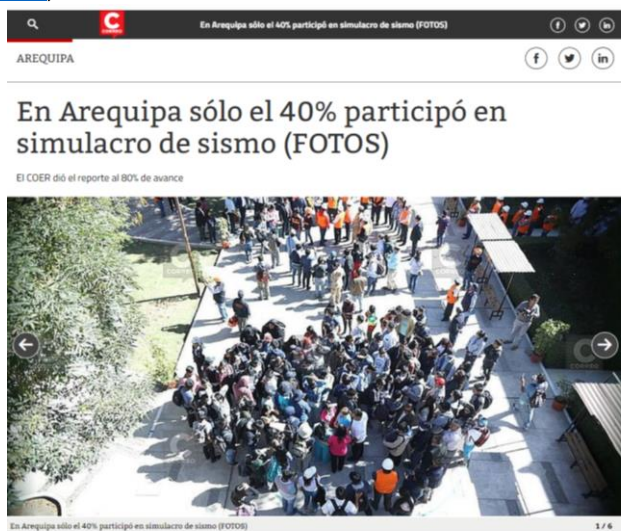 CORREO
En Arequipa sólo el 40% participó en simulacro de sismo (FOTOS)
AREQUIPA
En Arequipa sólo el 40% participó en
simulacro de sismo (FOTOS)
El COER dió el reporte al 80% de avance
En Arequipa sólo el 40% participó en simulacro de sismo (FOTOS)
1 / 6